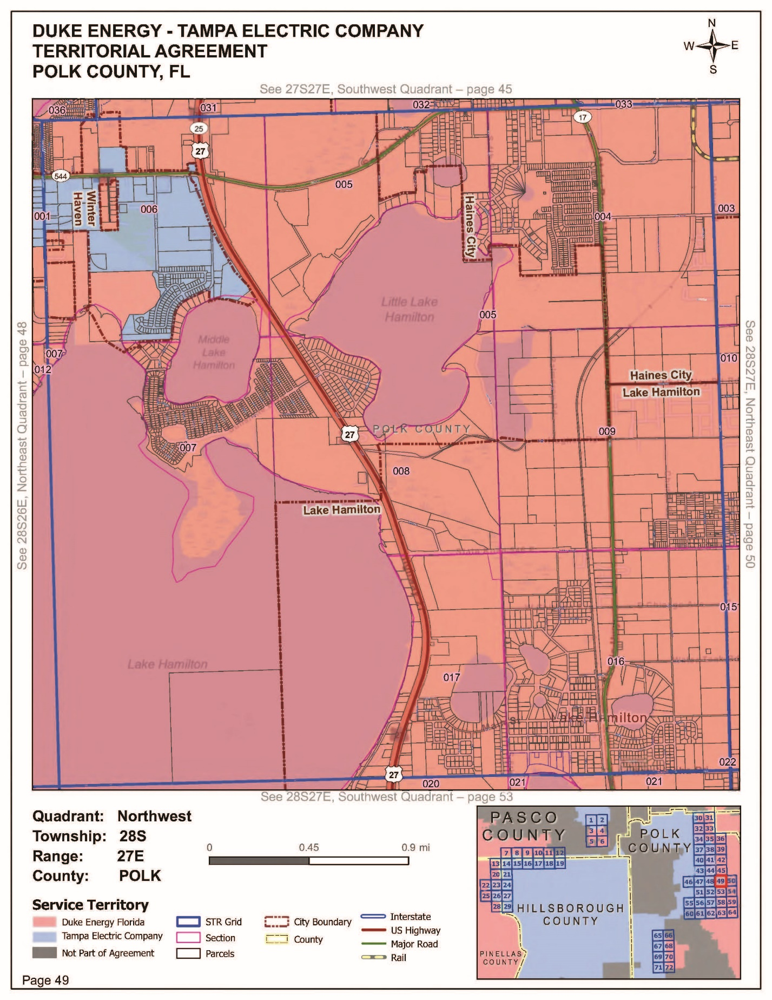 DUKE ENERGY - TAMPA ELECTRIC COMPANY
TERRITORIAL AGREEMENT
POLK COUNTY, FL
N
W E
S
See 27S27E, Southwest Quadrant – page 45
036
031
032
033
25
17
27
544
005
Winter
Haven
006
001
Haines City
004
003
Little Lake
Hamilton
005
See 28S26E, Northeast Quadrant – page 48
See 28S27E, Northeast Quadrant – page 50
Middle
Lake
Hamilton
007
012
010
Haines City
Lake Hamilton
27
POLK COUNTY
009
007
008
Lake Hamilton
015
Lake Hamilton
016
017
Main St
Lake Hamilton
27
022
020
021
021
See 28S27E, Southwest Quadrant – page 53
Quadrant: Northwest
Township: 28S
Range: 27E
County: POLK
0 0.45 0.9 mi
Service Territory
Duke Energy Florida
Tampa Electric Company
Not Part of Agreement
STR Grid
Section
Parcels
City Boundary
County
Interstate
US Highway
Major Road
Rail
PASCO
COUNTY
POLK
COUNTY
HILLSBOROUGH
COUNTY
PINELLAS
COUNTY
1 2
3 4
5 6
7 8 9 10 11 12
13 14 15 16 17 18 19
20 21
22 23 24
25 26 27
28 29
30 31
32 33
34 35 36
37 38 39
40 41 42
43 44 45
46 47 48 49 50
51 52 53 54
55 56 57 58 59
60 61 62 63 64
65 66
67 68
69 70
71 72
Page 49